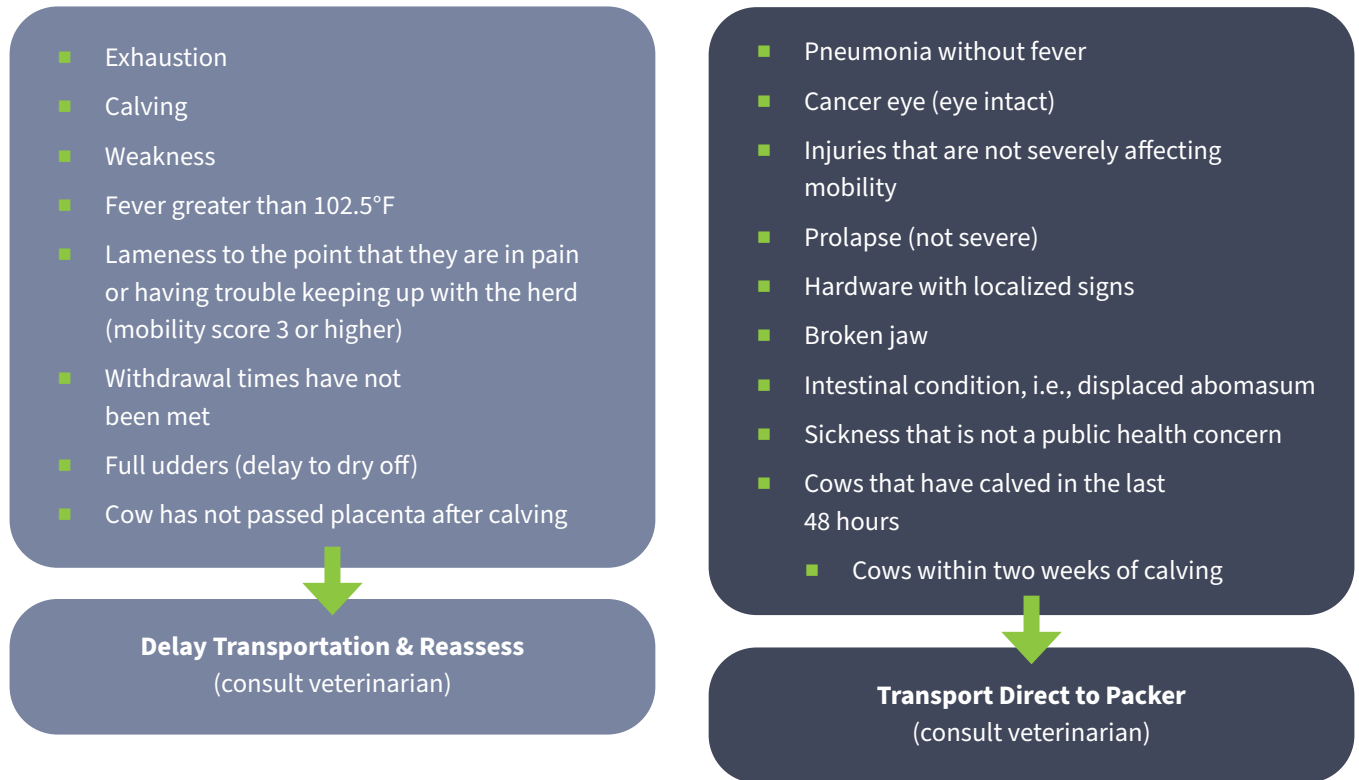 Exhaustion
Calving
Weakness
Fever greater than 102.5°F
Lameness to the point that they are in pain
or having trouble keeping up with the herd
(mobility score 3 or higher)
Withdrawal times have not
been met
Full udders (delay to dry off)
Cow has not passed placenta after calving
Delay Transportation & Reassess
(consult veterinarian)
Pneumonia without fever
Cancer eye (eye intact)
Injuries that are not severely affecting
mobility
Prolapse (not severe)
Hardware with localized signs
Broken jaw
Intestinal condition, i.e., displaced abomasum
Sickness that is not a public health concern
Cows that have calved in the last
48 hours
Cows within two weeks of calving
Transport Direct to Packer
(consult veterinarian)